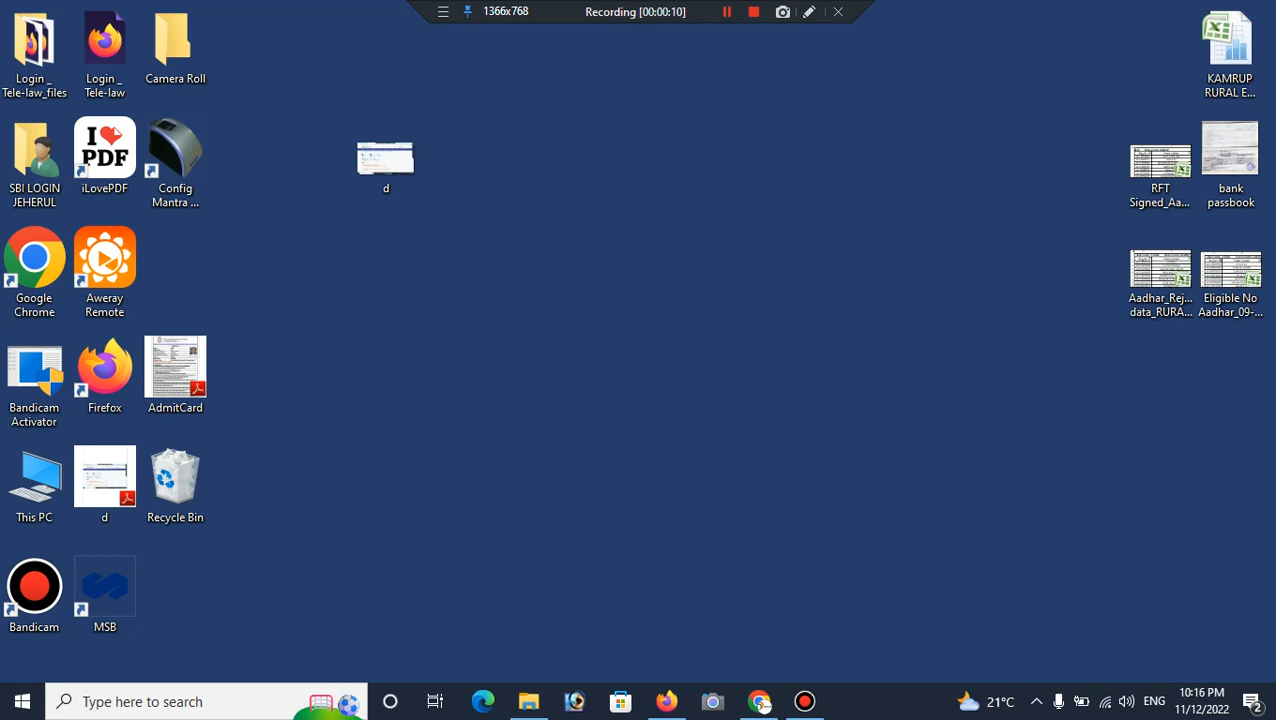 1366x768
Recording [00:00:10]
Login _
Tele-law_files
Login _
Tele-law
Camera Roll
KAMRUP
RURAL E...
SBI LOGIN
JEHERUL
I
PDF
iLovePDF
Config
Mantra ...
d
RFT
Signed_Aa...
bank
passbook
Google
Chrome
Aweray
Remote
Aadhar_Rej...
data_RURA...
Eligible No
Aadhar_09-...
Bandicam
Activator
Firefox
AdmitCard
This PC
d
Recycle Bin
Bandicam
MSB
Type here to search
21°C
ENG
10:16 PM
11/12/2022
2